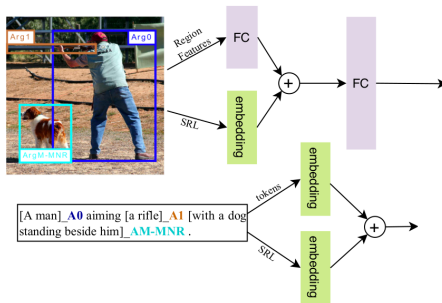 Arg1
Arg0
ArgM-MNR
Region
Features
SRL
FC
embedding
+
FC
[A man]_A0 aiming [a rifle]_A1 [with a dog
standing beside him]_AM-MNR .
tokens
SRL
embedding
embedding
+